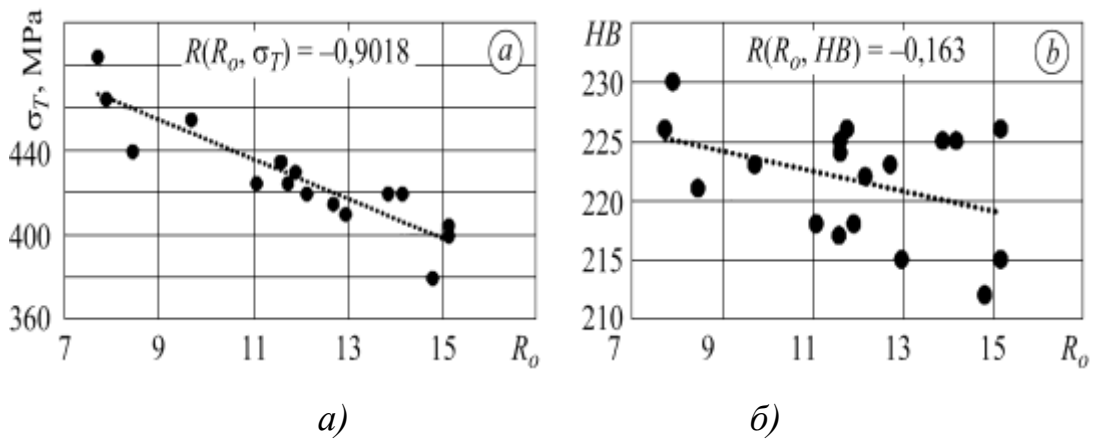 σT, MPa
R(Ro, σT) = –0,9018
a
440
400
360
7 9 11 13 15 Ro
HB
R(Ro, HB) = –0,163
b
230
225
220
215
210
7 9 11 13 15 Ro
а)
б)